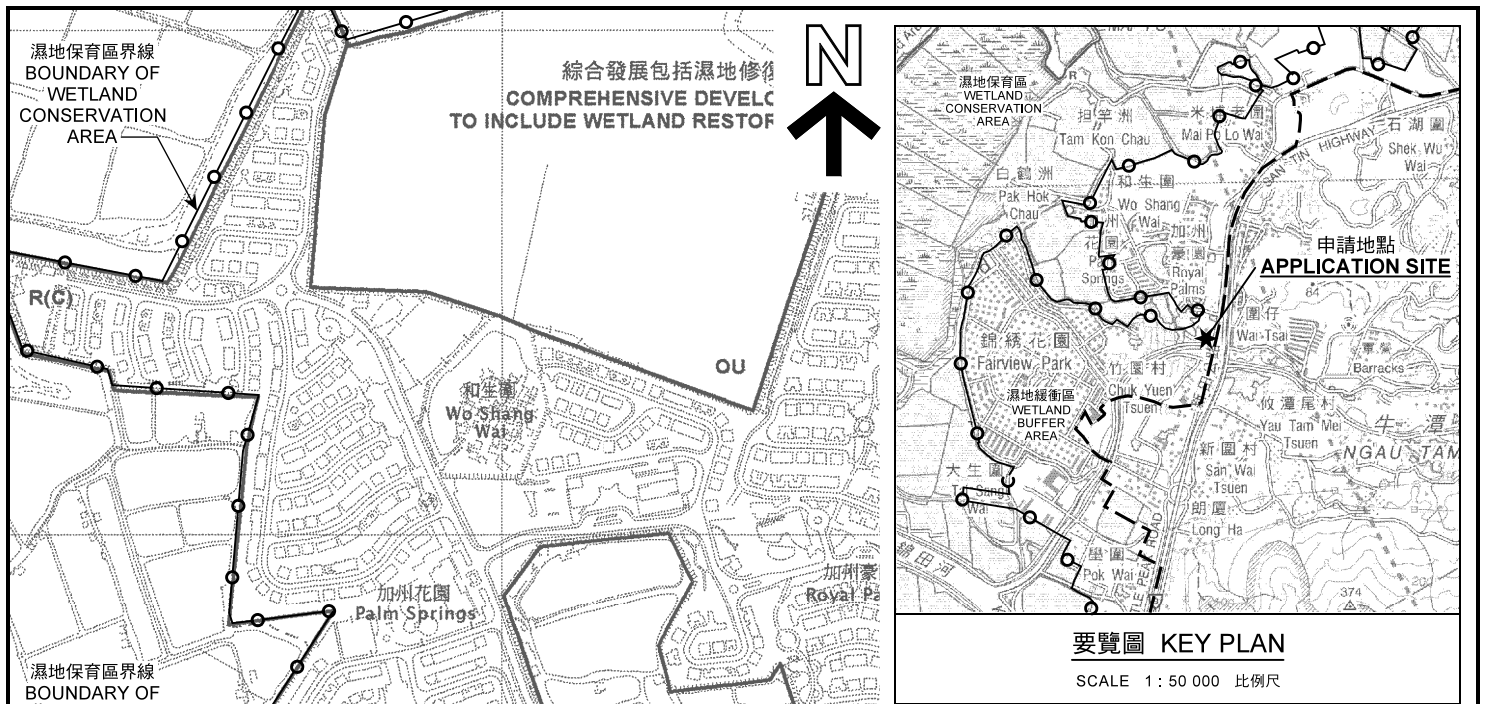 濕地保育區界線
BOUNDARY OF
WETLAND
CONSERVATION
AREA
綜合發展包括濕地修復
COMPREHENSIVE DEVELO
TO INCLUDE WETLAND RESTOR
N
R(C)
OU
和生圍
Wo Shang
Wai
加州花園
Palm Springs
加州豪
Royal Pa
濕地保育區界線
BOUNDARY OF
濕地保育區
WETLAND
CONSERVATION
AREA
R
担竿洲
Tam Kon Chau
米埔老圍
Mai Po Lo Wai
SAN TIN HIGHWAY
石湖圍
Shek Wu
Wai
白鶴洲
Pak Hok
Chau
和生圍
Wo Shang
Wai
加州
豪園
Royal
Palms
申請地點
APPLICATION SITE
84
圍仔
Wai Tsai
軍營
Barracks
錦綉花園
Fairview Park
竹園村
Chuk Yuen
Tsuen
濕地緩衝區
WETLAND
BUFFER
AREA
攸潭尾村
Yau Tam Mei
Tsuen
牛潭
NGAU TAM
新圍村
San Wai
Tsuen
大生圍
Tai Sang
Wai
朗廈
Long Ha
壆圍
Pok Wai
374
要覽圖 KEY PLAN
SCALE 1 : 50 000 比例尺